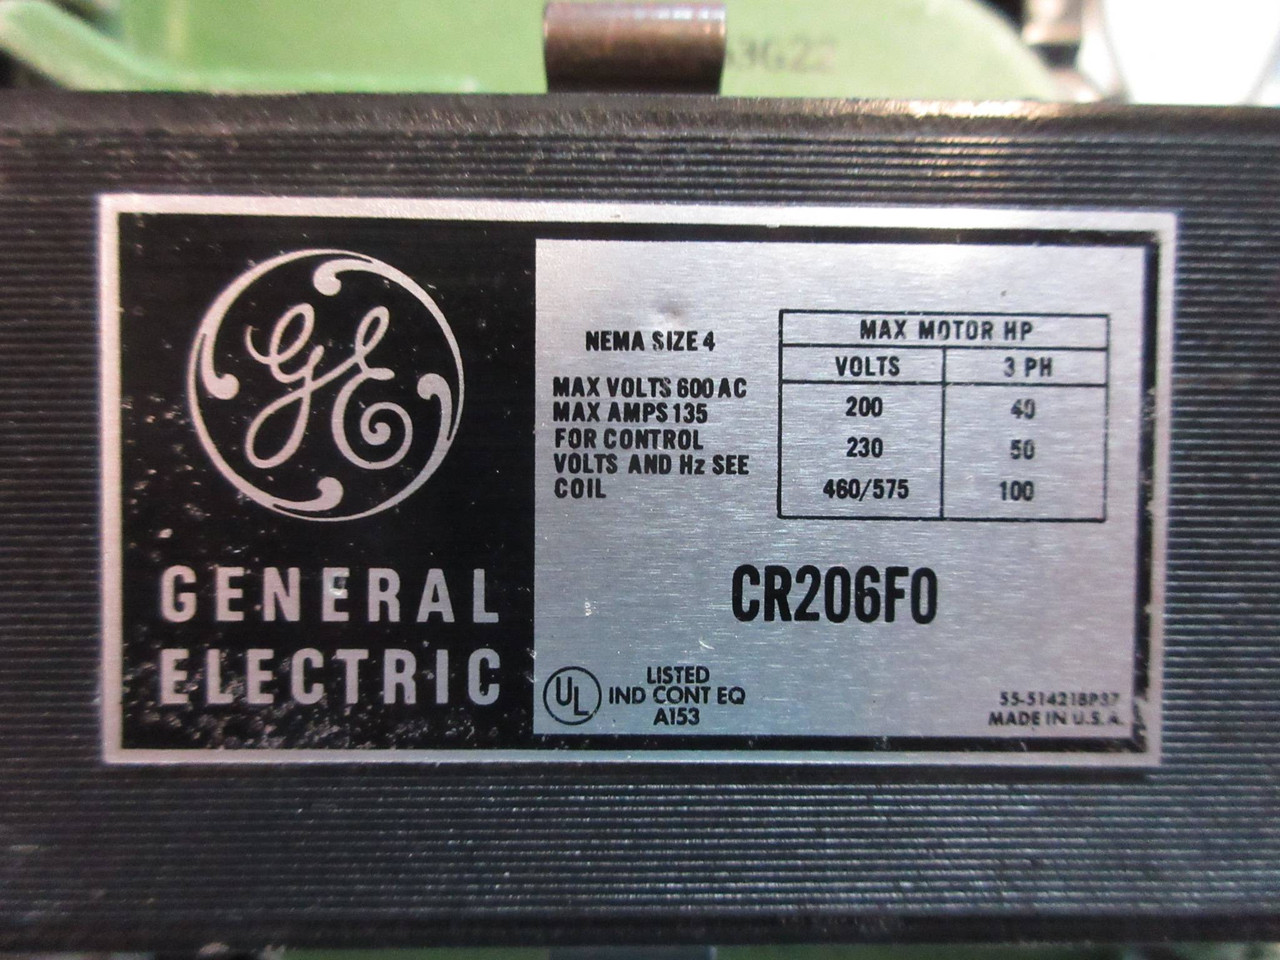 63G22
GE
GENERAL
ELECTRIC
NEMA SIZE 4
MAX VOLTS 600 AC
MAX AMPS 135
FOR CONTROL
VOLTS AND Hz SEE
COIL
MAX MOTOR HP
VOLTS 3 PH
200 40
230 50
460/575 100
CR206F0
UL
LISTED
IND CONT EQ
A153
55-514218P37
MADE IN U.S.A.